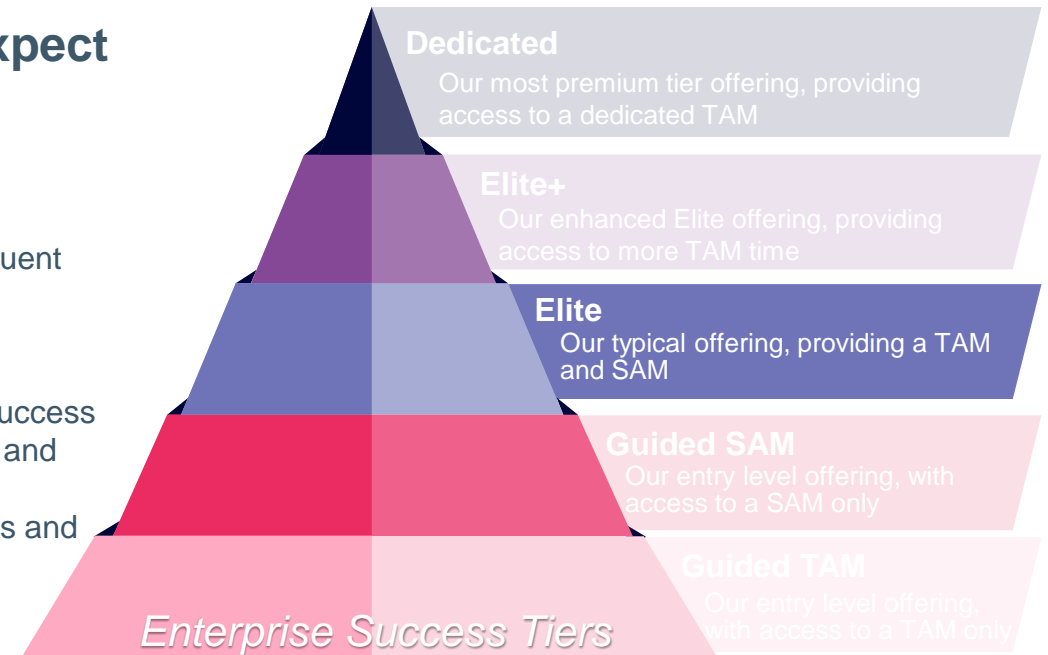 xpect
uent
uccess
and
s and
Dedicated
Our most premium tier offering, providing
access to a dedicated TAM
Elite+
Our enhanced Elite offering, providing
access to more TAM time
Elite
Our typical offering, providing a TAM
and SAM
Guided SAM
Our entry level offering, with
access to a SAM only
Guided TAM
Our entry level offering,
with access to a TAM only
Enterprise Success Tiers